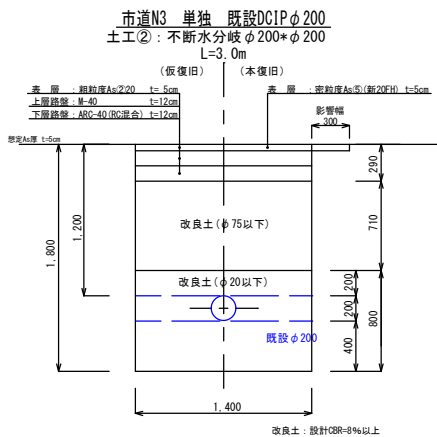 市道N3 単独 既設DCIPφ200
土工②：不断水分岐φ200*φ200
L=3.0m
（仮復旧）
（本復旧）
表　層：粗粒度As②20　t= 5cm
上層路盤：M-40　t=12cm
下層路盤：ARC-40(RC混合) t=12cm
表　層：密粒度As⑤(新20FH) t=5cm
影響幅
300
想定As厚 t=5cm
290
1,200
1,800
改良土(φ75以下)
710
改良土(φ20以下)
200
200
800
既設φ200
400
1,400
改良土：設計CBR=8%以上